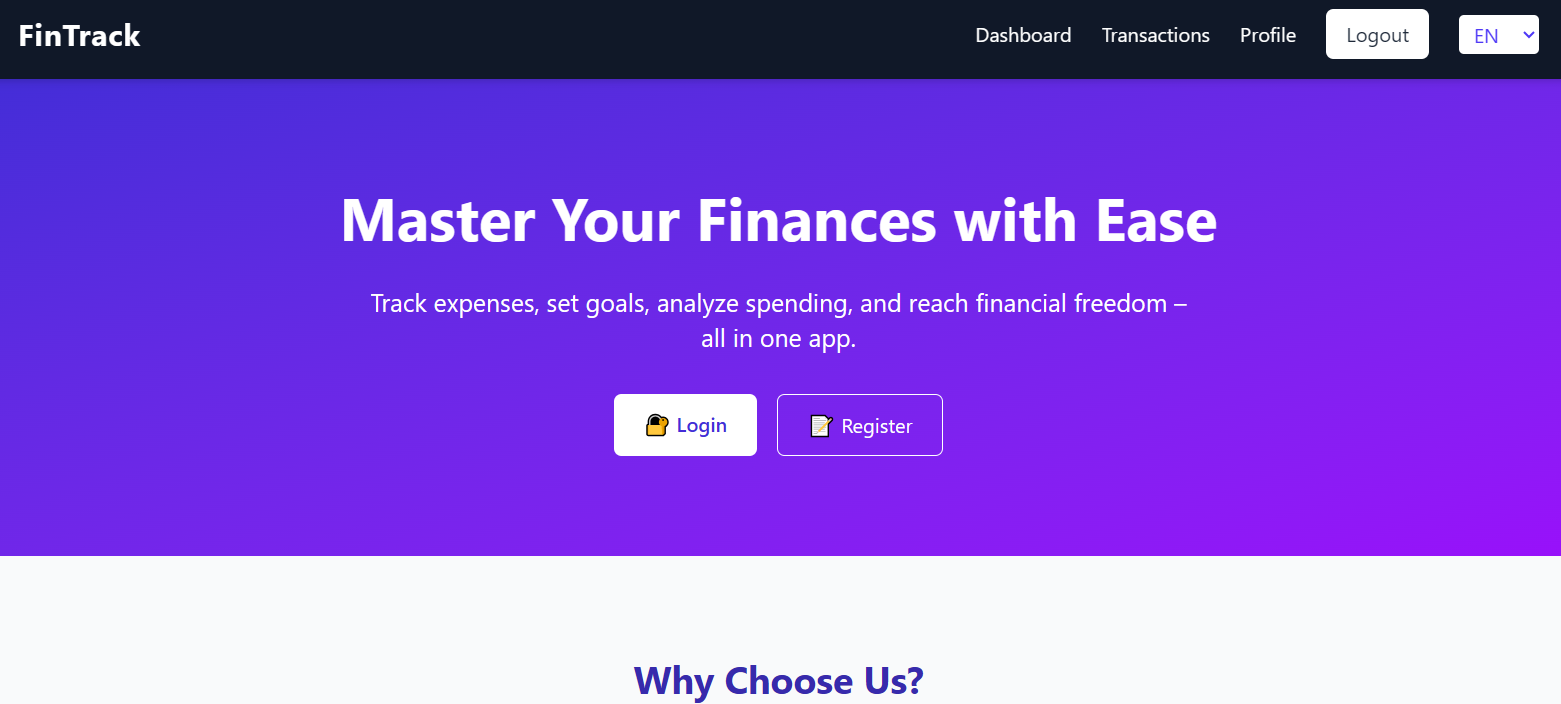 FinTrack
Dashboard
Transactions
Profile
Logout
EN
Master Your Finances with Ease
Track expenses, set goals, analyze spending, and reach financial freedom –
all in one app.
🔐 Login
📝 Register
Why Choose Us?